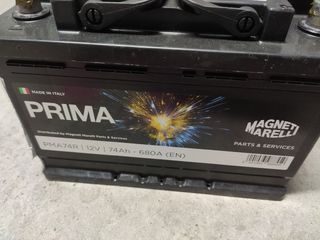 MADE IN ITALY
PRIMA
Distributed by Magneti Marelli Parts & Services
PMA74R | 12V | 74Ah - 680A (EN)
MAGNETI
MARELLI
PARTS & SERVICES